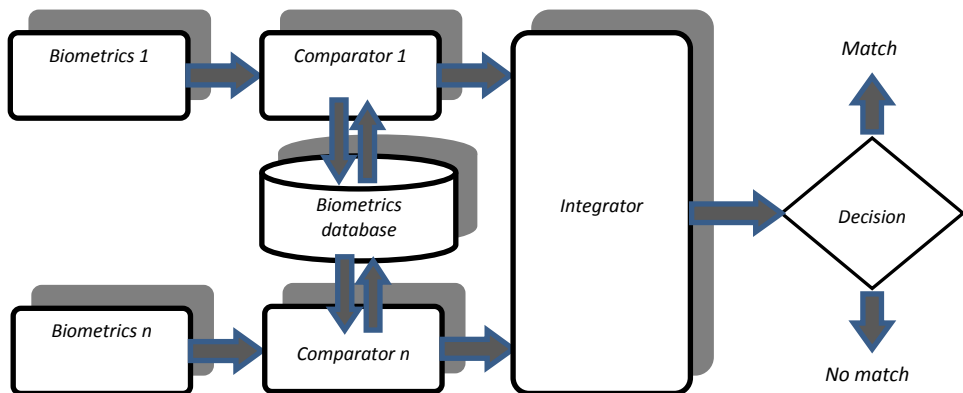 Biometrics 1
Comparator 1
Match
Biometrics
database
Integrator
Decision
Biometrics n
Comparator n
No match